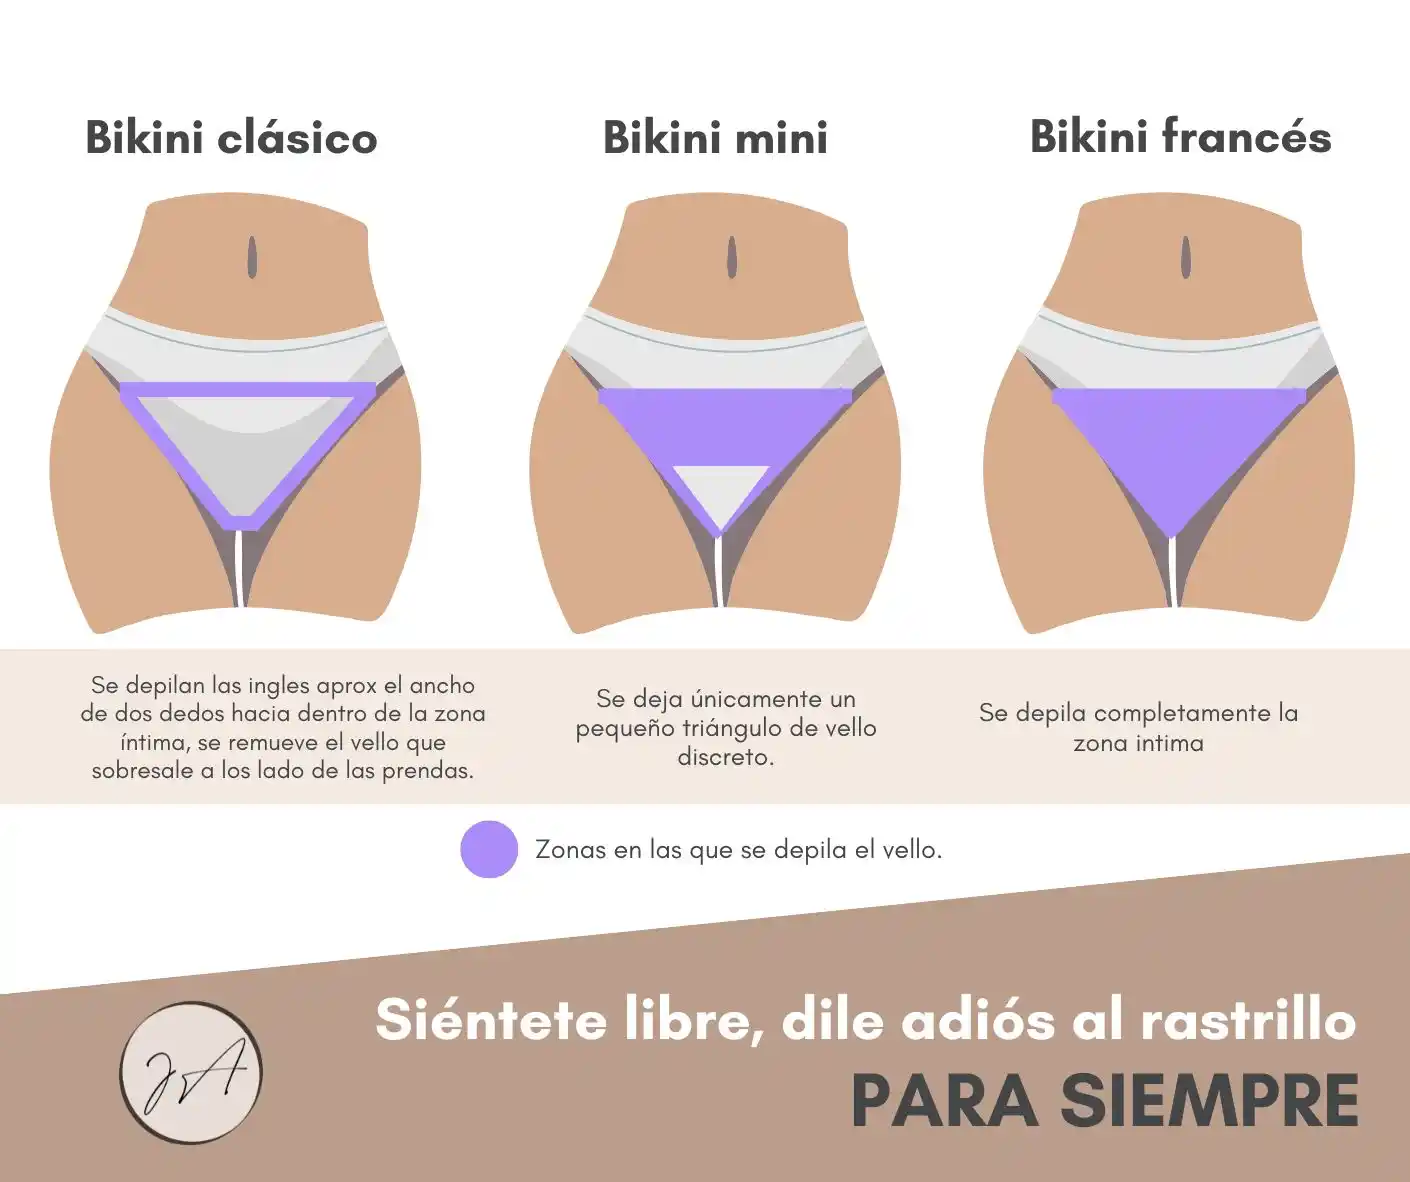 Bikini clásico
Bikini mini
Bikini francés
Se depilan las ingles aprox el ancho
de dos dedos hacia dentro de la zona
íntima, se remueve el vello que
sobresale a los lado de las prendas.
Se deja únicamente un
pequeño triángulo de vello
discreto.
Se depila completamente la
zona intima
Zonas en las que se depila el vello.
Siéntete libre, dile adiós al rastrillo
PARA SIEMPRE
JA